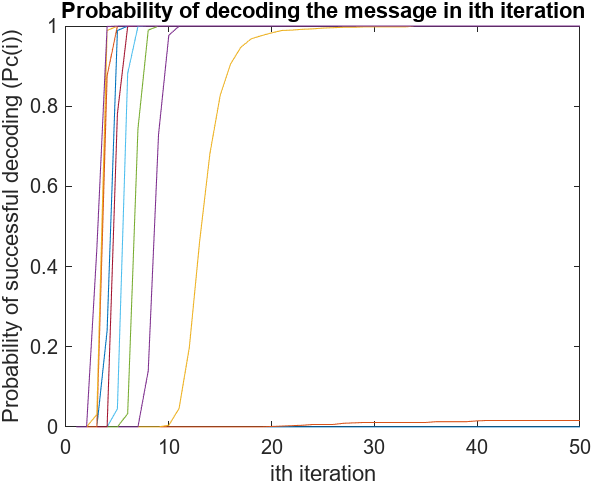 Probability of decoding the message in ith iteration
Probability of successful decoding (Pc(i))
1
0.8
0.6
0.4
0.2
0
0 10 20 30 40 50
ith iteration